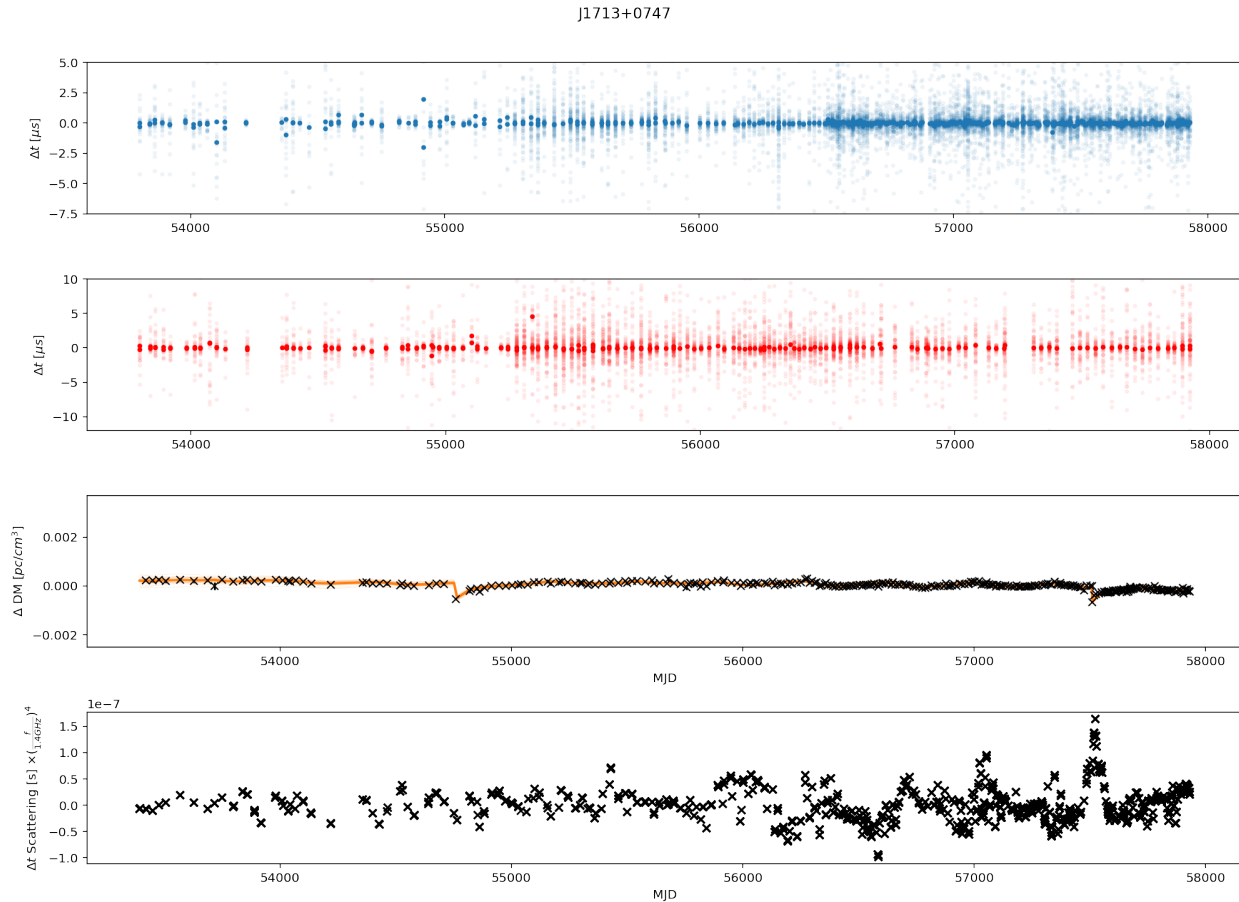 J1713+0747
5.0
2.5
0.0
−2.5
−5.0
−7.5
Δt [μs]
54000 55000 56000 57000 58000
10
5
0
−5
−10
Δt [μs]
54000 55000 56000 57000 58000
0.002
0.000
−0.002
Δ DM [pc/cm³]
54000 55000 56000 57000 58000
MJD
1e−7
1.5
1.0
0.5
0.0
−0.5
−1.0
Δt Scattering [s] ×(f/1.4GHz)⁴
54000 55000 56000 57000 58000
MJD